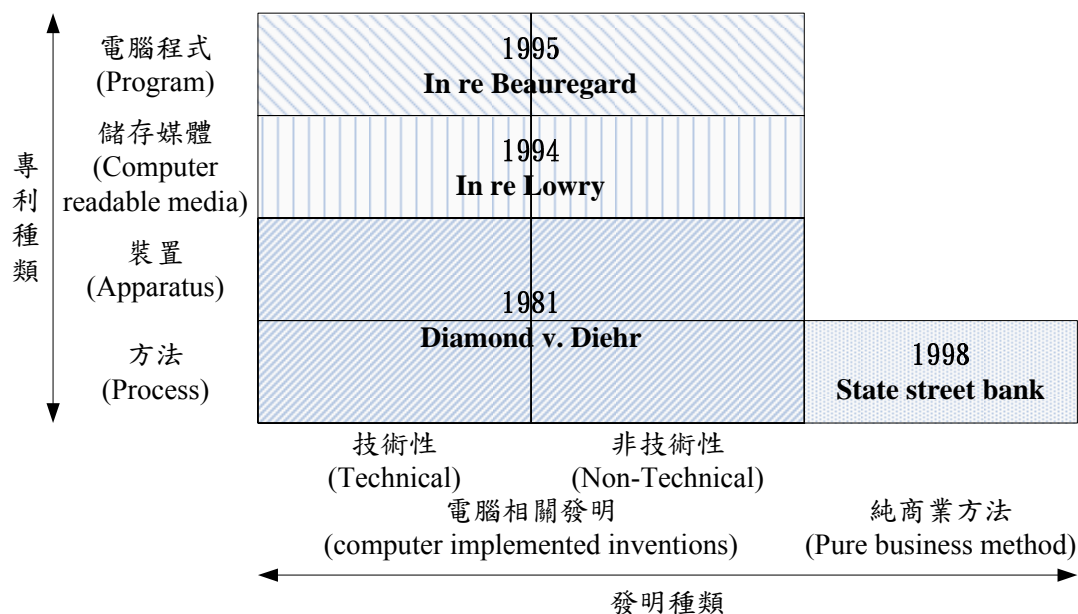 專利種類
電腦程式
(Program)
儲存媒體
(Computer
readable media)
裝置
(Apparatus)
方法
(Process)
1995
In re Beauregard
1994
In re Lowry
1981
Diamond v. Diehr
1998
State street bank
技術性
(Technical)
非技術性
(Non-Technical)
電腦相關發明
(computer implemented inventions)
純商業方法
(Pure business method)
發明種類